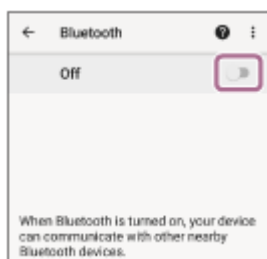 Bluetooth
Off
When Bluetooth is turned on, your device
can communicate with other nearby
Bluetooth devices.